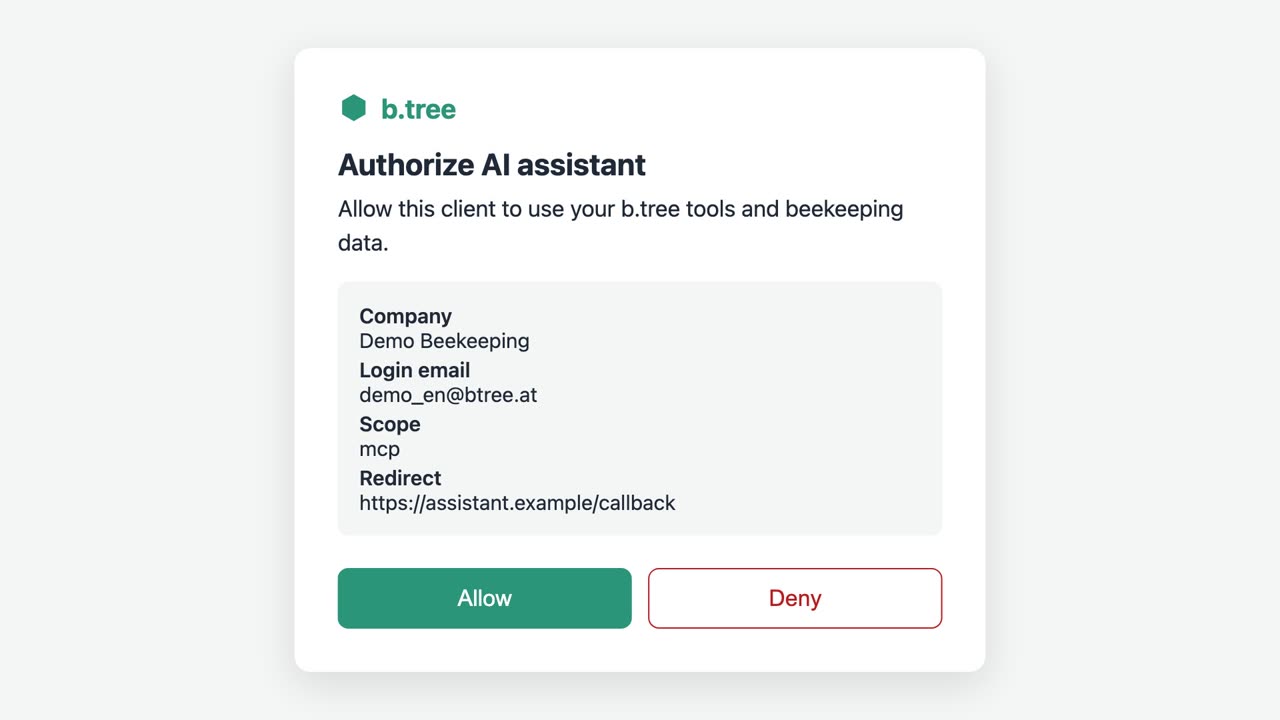 b.tree
Authorize AI assistant
Allow this client to use your b.tree tools and beekeeping
data.
Company
Demo Beekeeping
Login email
demo_en@btree.at
Scope
mcp
Redirect
https://assistant.example/callback
Allow
Deny